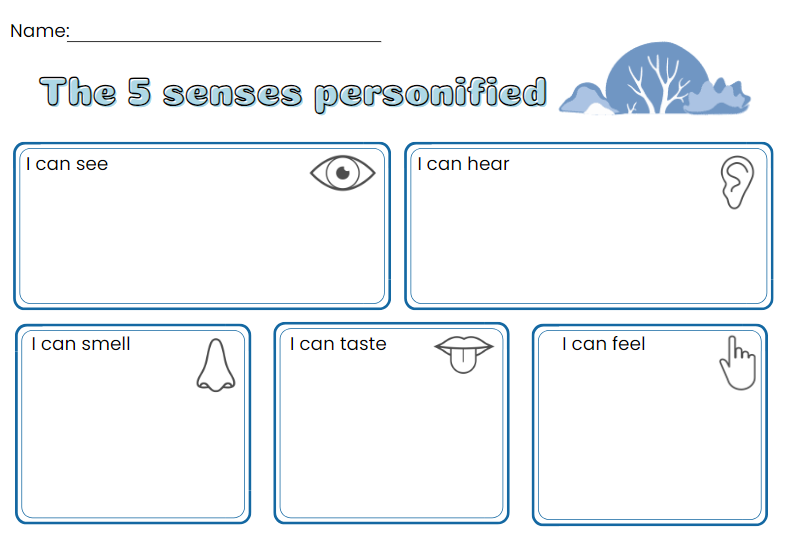 Name:
The 5 senses personified
I can see
I can hear
I can smell
I can taste
I can feel